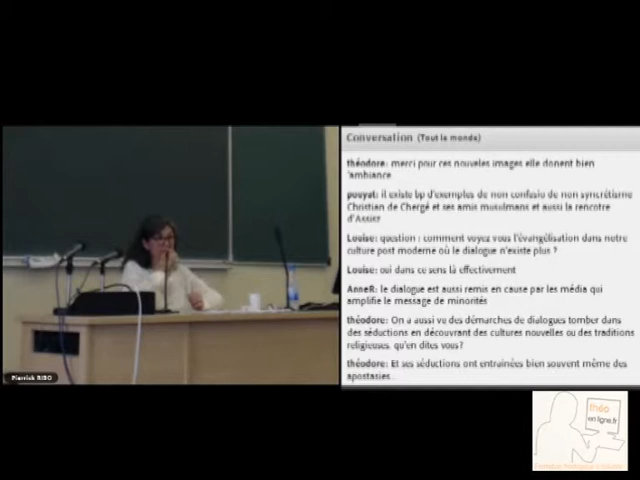 Conversation (Tout le monde)
théodore: merci pour ces nouveles images elle donent bien
'ambiance
pouyat: il existe bp d'exemples de non confusio de non syncrétisme
Christian de Chergé et ses amis musulmans et aussi la rencotre
d'Assise
Louise: question : comment voyez vous l'évangélisation dans notre
culture post moderne où le dialogue n'existe plus ?
Louise: oui dans ce sens là effectivement
AnneR: le dialogue est aussi remis en cause par les média qui
amplifie le message de minorités
théodore: On a aussi ve des démarches de dialogues tomber dans
des séductions en découvrant des cultures nouvelles ou des traditions
religieuses, qu'en dites vous?
théodore: Et ses séductions ont entrainées bien souvent même des
apostasies
Pierrick RIBO
théo
en ligne.fr